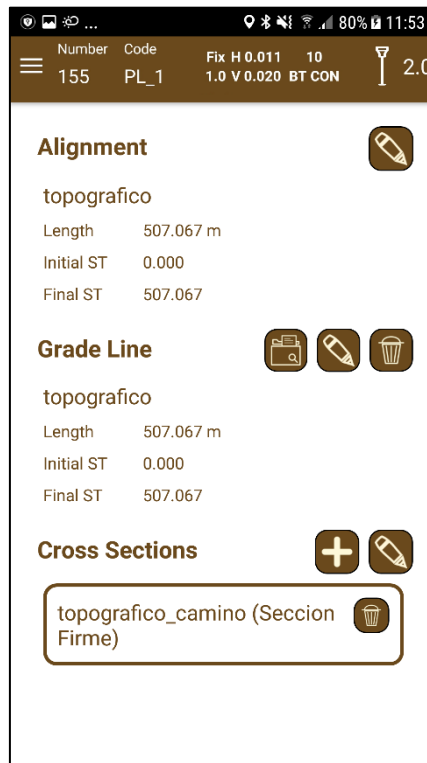 ... 80% 11:53
Number Code Fix H 0.011 10
155 PL_1 1.0 V 0.020 BT CON 2.0
Alignment
topografico
Length 507.067 m
Initial ST 0.000
Final ST 507.067
Grade Line
topografico
Length 507.067 m
Initial ST 0.000
Final ST 507.067
Cross Sections
topografico_camino (Seccion
Firme)